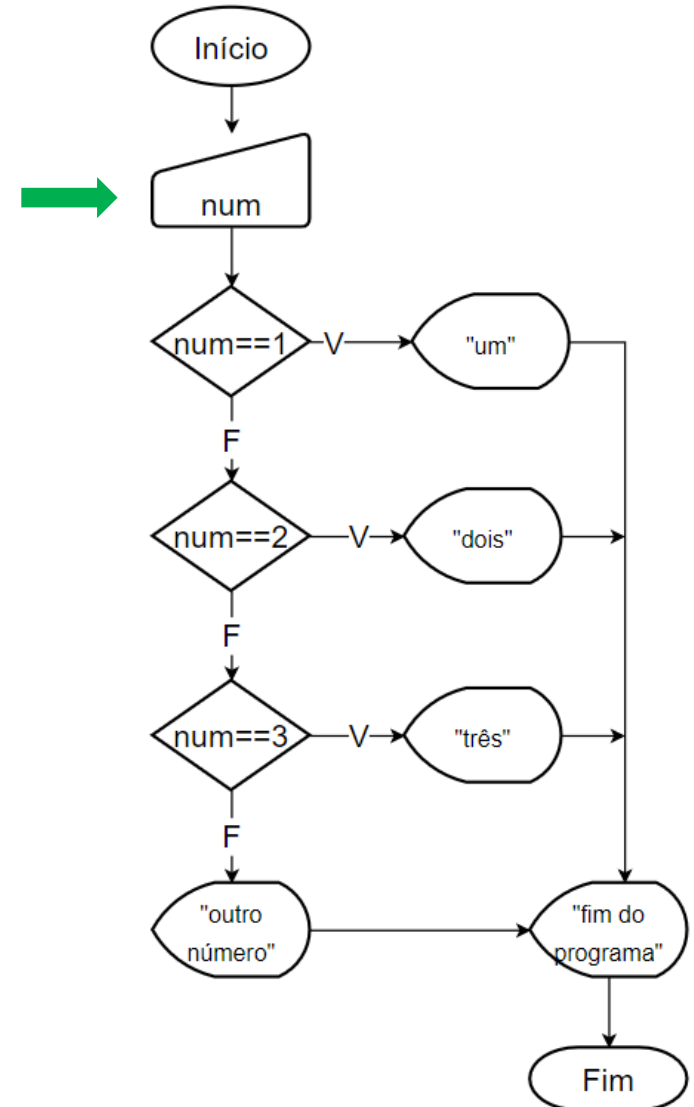 Início
num
num==1
V
"um"
F
num==2
V
"dois"
F
num==3
V
"três"
F
"outro
número"
"fim do
programa"
Fim